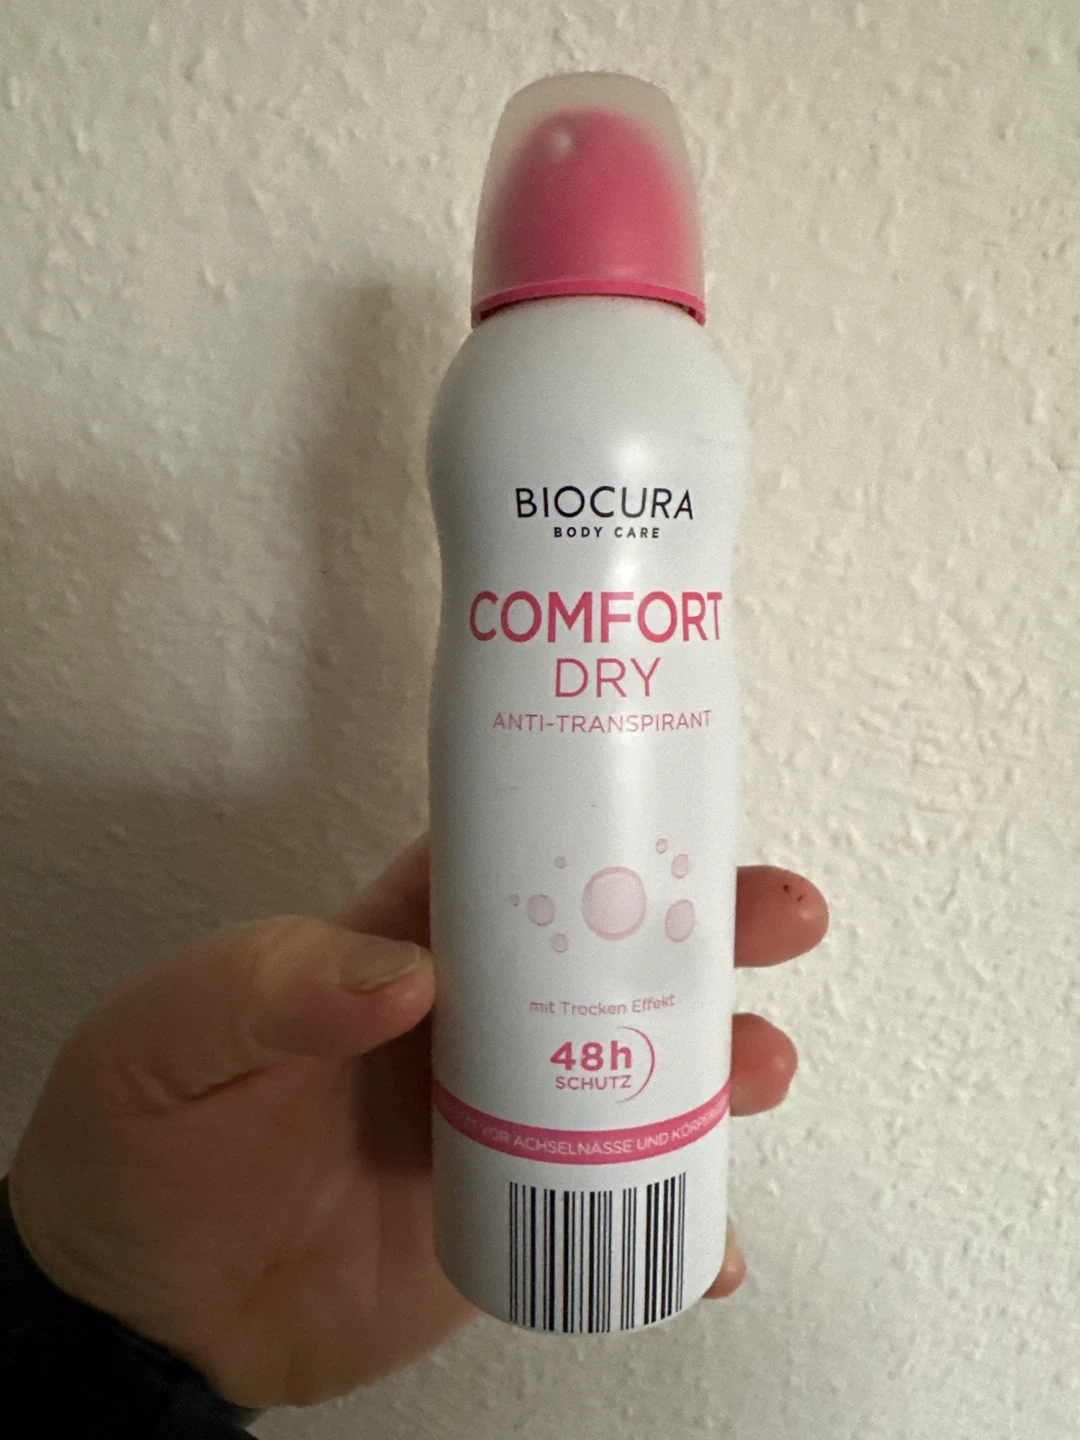 BIOCURA
BODY CARE
COMFORT
DRY
ANTI-TRANSPIRANT
mit Trocken Effekt
48h
SCHUTZ
VOR ACHSELNÄSSE UND